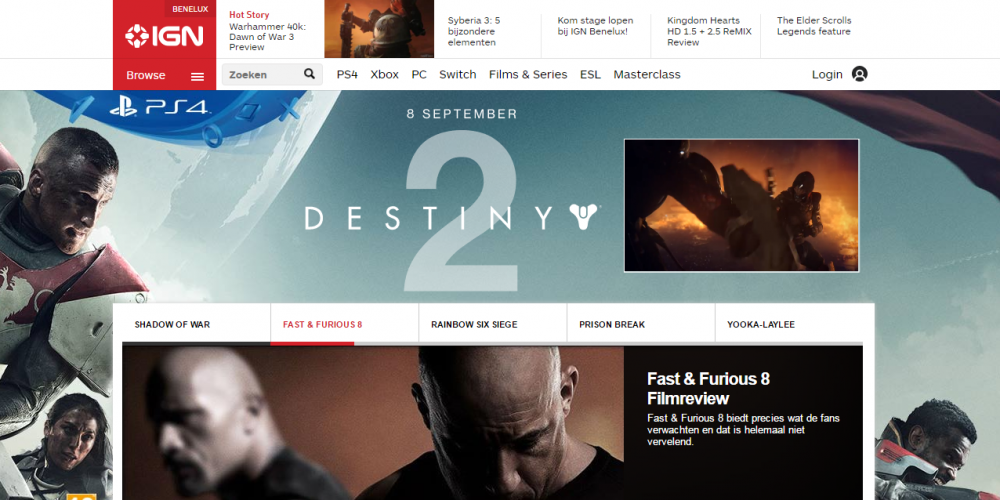 BENELUX
IGN
Hot Story
Warhammer 40k:
Dawn of War 3
Preview
Syberia 3: 5
bijzondere
elementen
Kom stage lopen
bij IGN Benelux!
Kingdom Hearts
HD 1.5 + 2.5 ReMIX
Review
The Elder Scrolls
Legends feature
Browse
Zoeken
PS4
Xbox
PC
Switch
Films & Series
ESL
Masterclass
Login
PS4
8 SEPTEMBER
DESTINY
2
SHADOW OF WAR
FAST & FURIOUS 8
RAINBOW SIX SIEGE
PRISON BREAK
YOOKA-LAYLEE
Fast & Furious 8
Filmreview
Fast & Furious 8 biedt precies wat de fans
verwachten en dat is helemaal niet
vervelend.